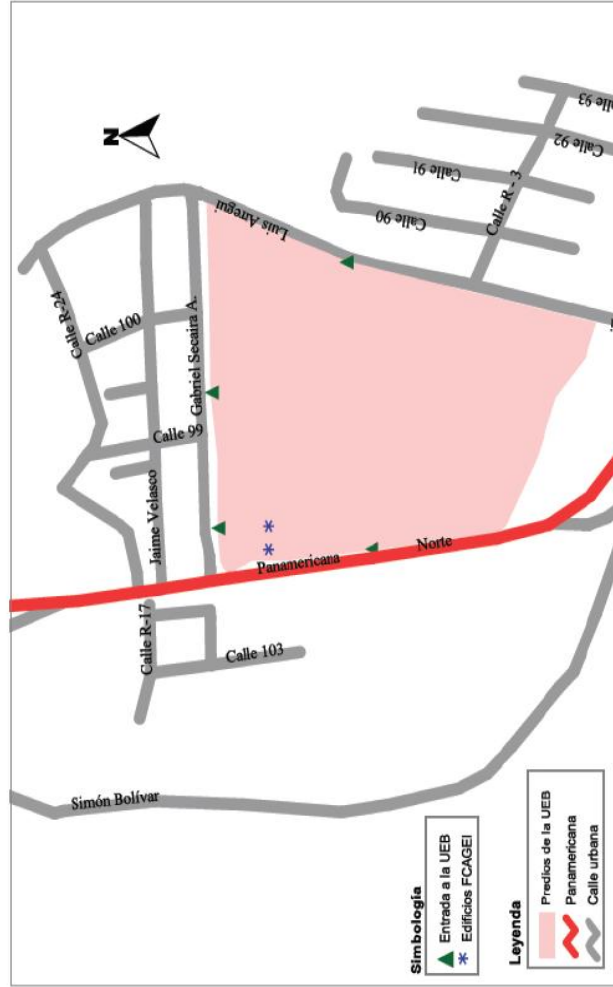 N
Calle R-24
Calle 100
Gabriel Secaira A.
Calle 99
Jaime Velasco
Luis Atregui
Calle 90
Calle 91
Calle 92
alle 93
Calle R - 3
Panamericana
Norte
Calle R-17
Calle 103
Simón Bolívar
Simbología
Entrada a la UEB
Edificios FCAGEI
Leyenda
Predios de la UEB
Panamericana
Calle urbana